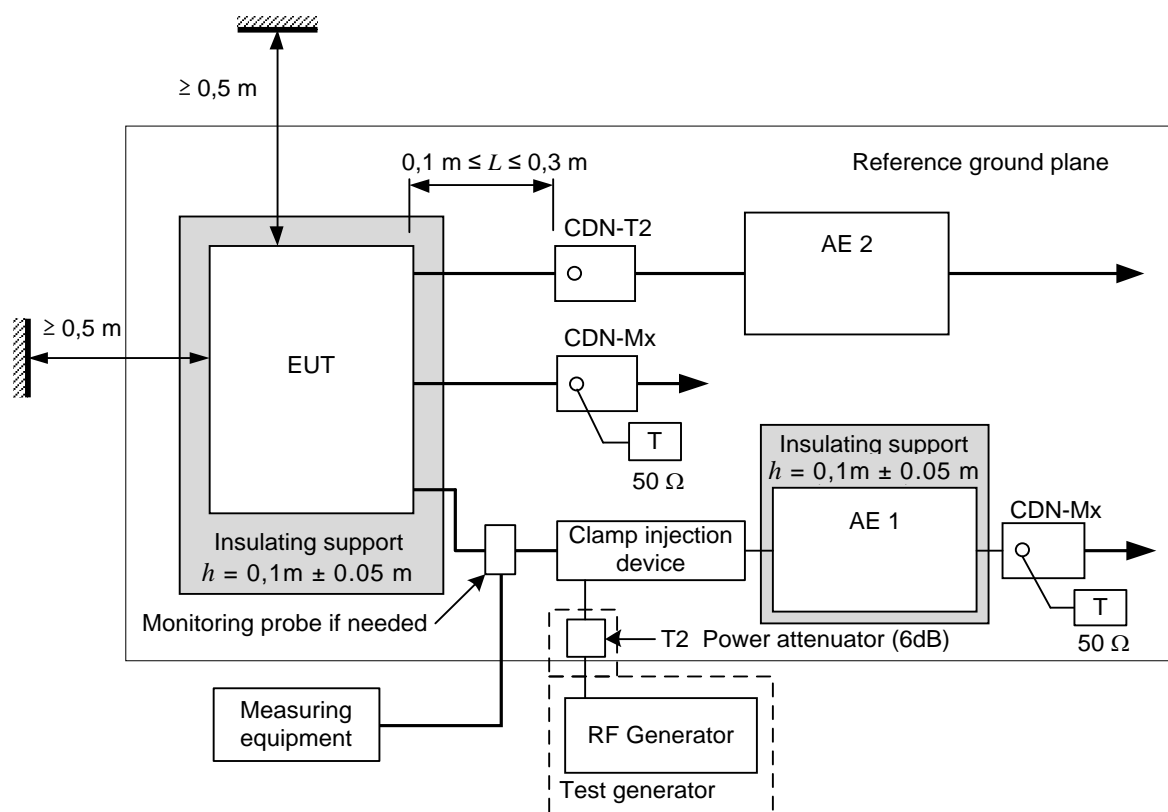 ≥ 0,5 m
0,1 m ≤ L ≤ 0,3 m
Reference ground plane
CDN-T2
AE 2
≥ 0,5 m
EUT
CDN-Mx
T
50 Ω
Insulating support
h = 0,1m ± 0.05 m
AE 1
CDN-Mx
T
50 Ω
Insulating support
h = 0,1m ± 0.05 m
Clamp injection
device
Monitoring probe if needed
T2 Power attenuator (6dB)
Measuring
equipment
RF Generator
Test generator